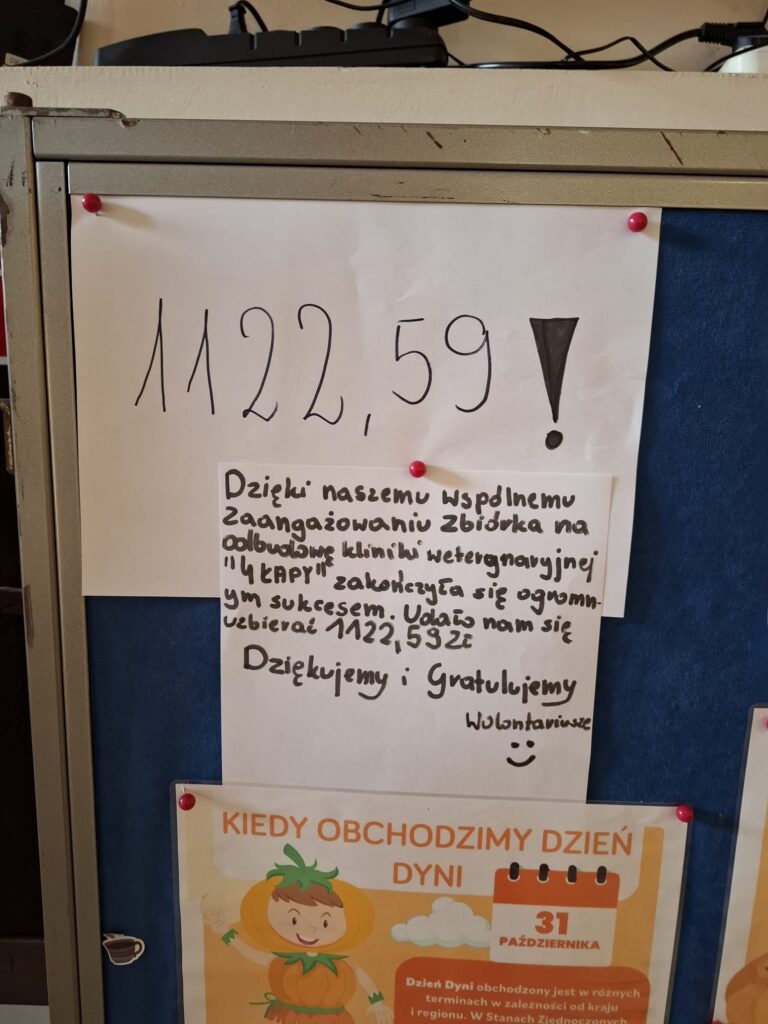 1122,59!
Dzięki naszemu wspólnemu
zaangażowaniu zbiórka na
odbudowę kliniki weterynaryjnej
"4 ŁAPY" zakończyła się ogromn-
ym sukcesem. Udało nam się
uzbierać 1122,59zł
Dziękujemy i Gratulujemy
Wolontariusze
KIEDY OBCHODZIMY DZIEŃ
DYNI
31
PAŹDZIERNIKA
Dzień Dyni obchodzony jest w różnych
terminach w zależności od kraju
i regionu. W Stanach Zjednoczonych